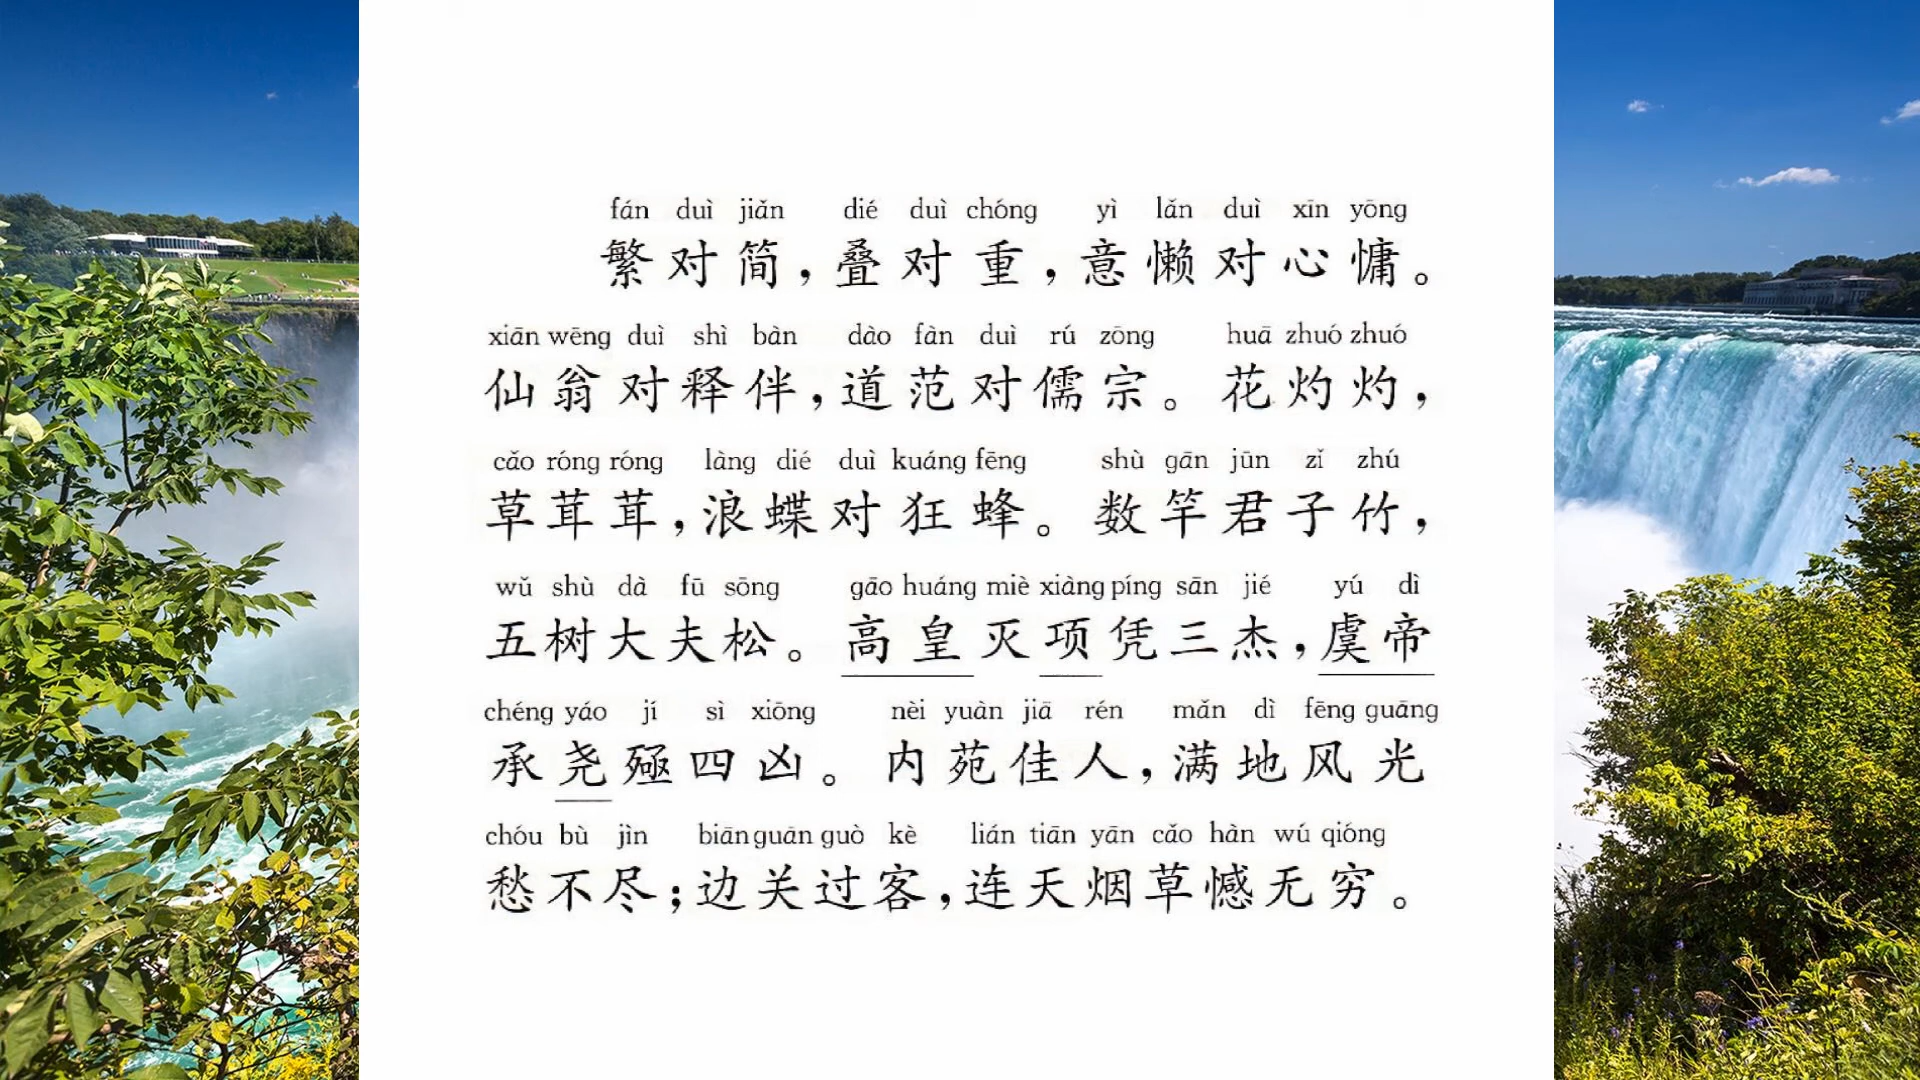 fán duì jiǎn dié duì chóng yì lǎn duì xīn yōng
繁对简，叠对重，意懒对心慵。
xiān wēng duì shì bàn dào fàn duì rú zōng huā zhuó zhuó
仙翁对释伴，道范对儒宗。花灼灼，
cǎo róng róng làng dié duì kuáng fēng shù gān jūn zǐ zhú
草茸茸，浪蝶对狂蜂。数竿君子竹，
wǔ shù dà fū sōng gāo huáng miè xiàng píng sān jié yú dì
五树大夫松。高皇灭项凭三杰，虞帝
chéng yáo jí sì xiōng nèi yuàn jiā rén mǎn dì fēng guāng
承尧殛四凶。内苑佳人，满地风光
chóu bù jìn biān guān guò kè lián tiān yān cǎo hàn wú qióng
愁不尽；边关过客，连天烟草憾无穷。